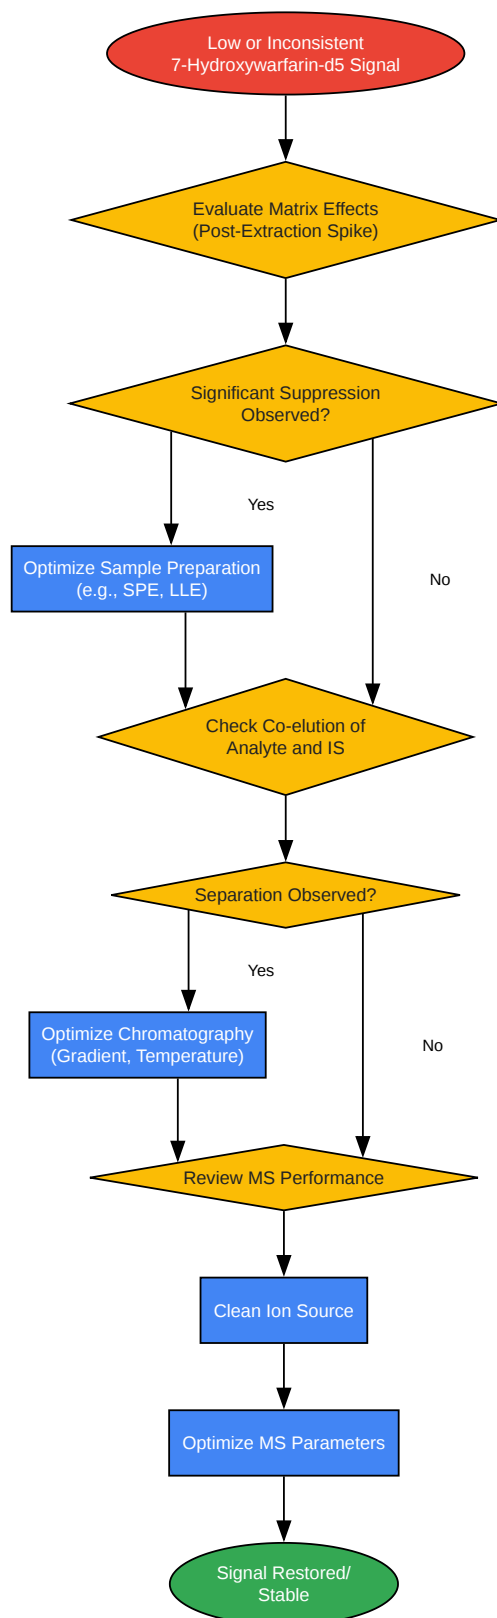 Low or Inconsistent
7-Hydroxywarfarin-d5 Signal
Evaluate Matrix Effects
(Post-Extraction Spike)
Significant Suppression
Observed?
Yes
Optimize Sample Preparation
(e.g., SPE, LLE)
No
Check Co-elution of
Analyte and IS
Separation Observed?
Yes
Optimize Chromatography
(Gradient, Temperature)
No
Review MS Performance
Clean Ion Source
Optimize MS Parameters
Signal Restored/
Stable